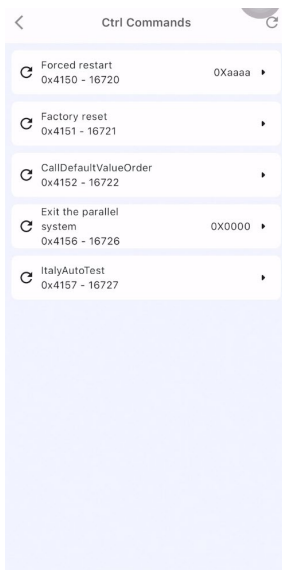 Ctrl Commands
Forced restart
0x4150 - 16720
0Xaaaa
Factory reset
0x4151 - 16721
CallDefaultValueOrder
0x4152 - 16722
Exit the parallel
system
0x4156 - 16726
0X0000
ItalyAutoTest
0x4157 - 16727